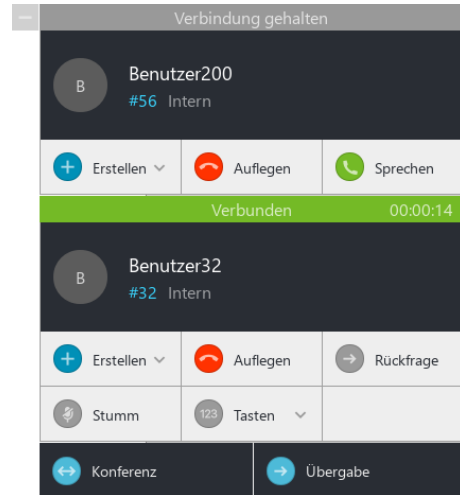 Verbindung gehalten
B
Benutzer200
#56 Intern
Erstellen Auflegen Sprechen
Verbunden 00:00:14
B
Benutzer32
#32 Intern
Erstellen Auflegen Rückfrage
Stumm 123 Tasten
Konferenz Übergabe